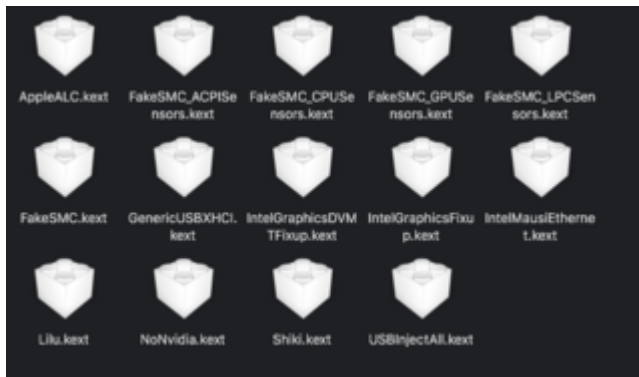 AppleALC.kext
FakeSMC_ACPISe
nsors.kext
FakeSMC_CPUSe
nsors.kext
FakeSMC_GPUSe
nsors.kext
FakeSMC_LPCSen
sors.kext
FakeSMC.kext
GenericUSBXHCI.
kext
IntelGraphicsDVM
TFixup.kext
IntelGraphicsFixu
p.kext
IntelMausiEtherne
t.kext
Lilu.kext
NoNvidia.kext
Shiki.kext
USBInjectAll.kext